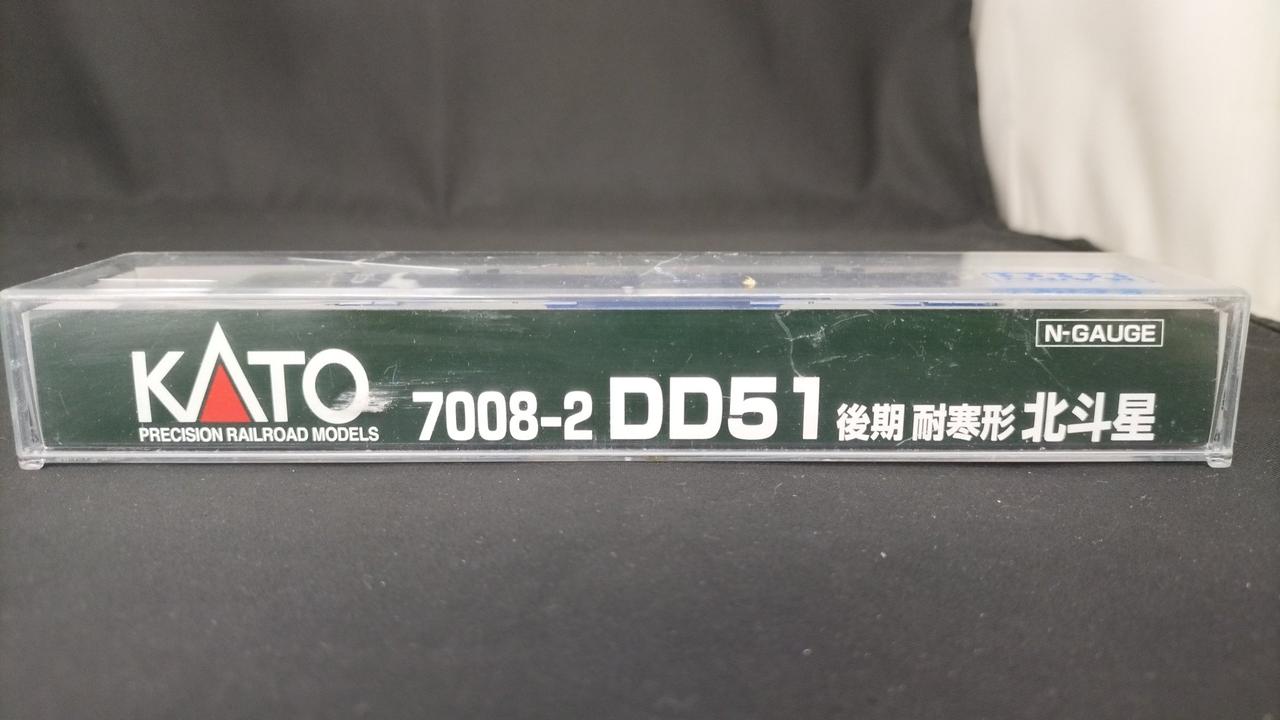 N-GAUGE
KATO
PRECISION RAILROAD MODELS
7008-2 DD51 後期 耐寒形 北斗星